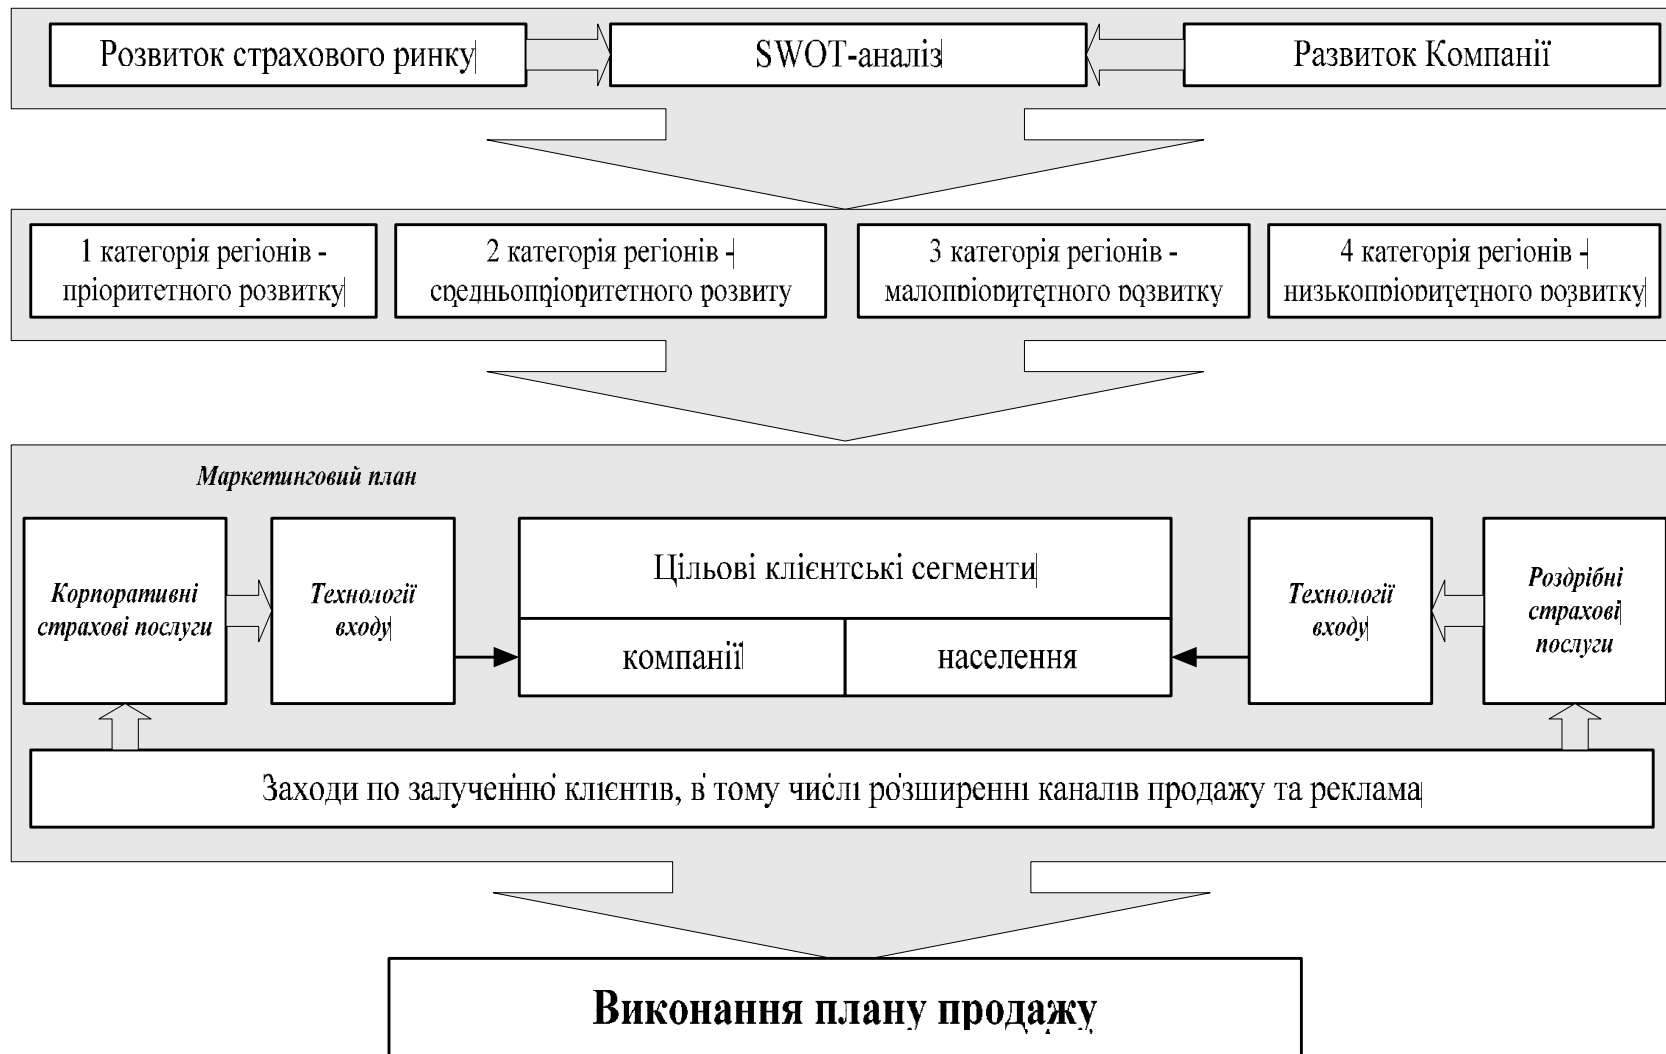 Розвиток страхового ринку
SWOT-аналіз
Развиток Компанії
1 категорія регіонів -
пріоритетного розвитку
2 категорія регіонів -
средньопріоритетного розвиту
3 категорія регіонів -
малопріоритетного розвитку
4 категорія регіонів -
низькопріоритетного розвитку
Маркетинговий план
Корпоративні
страхові послуги
Технології
входу
Цільові клієнтські сегменти
компанії
населення
Технології
входу
Роздрібні
страхові
послуги
Заходи по залученню клієнтів, в тому числі розширенні каналів продажу та реклама
Виконання плану продажу